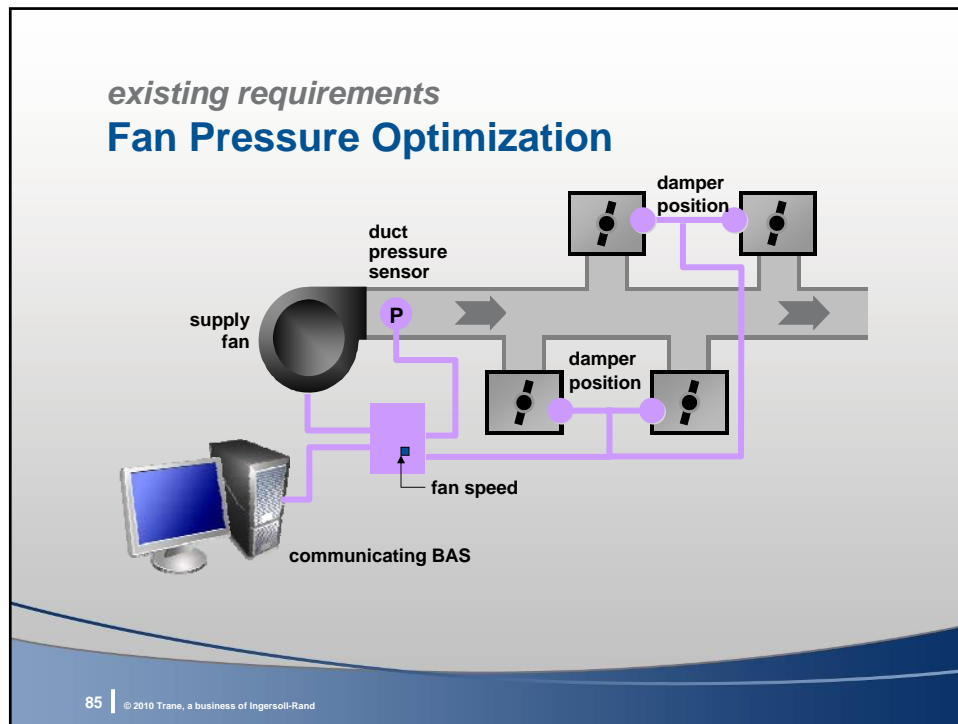 existing requirements
Fan Pressure Optimization
damper
position
duct
pressure
sensor
P
supply
fan
damper
position
fan speed
communicating BAS
85
© 2010 Trane, a business of Ingersoll-Rand